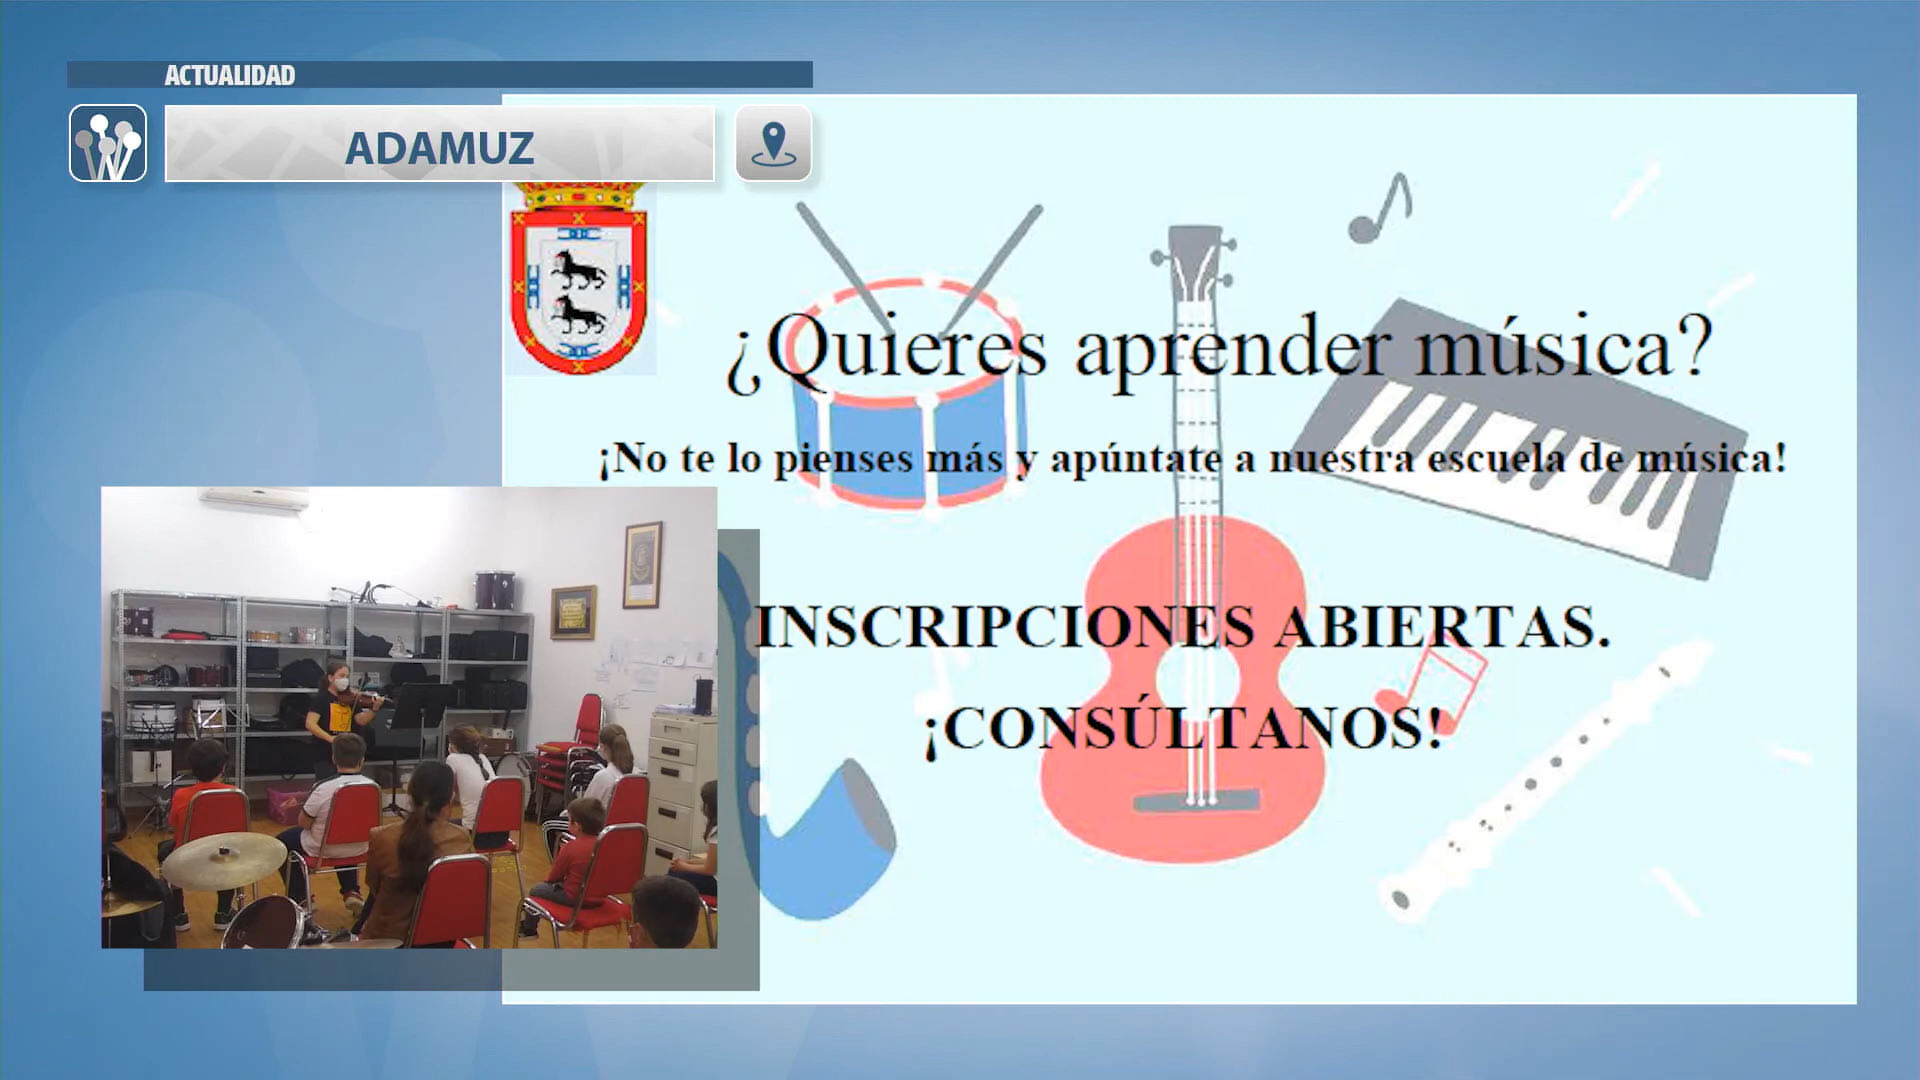 ACTUALIDAD
ADAMUZ
¿Quieres aprender música?
¡No te lo pienses más y apúntate a nuestra escuela de música!
INSCRIPCIONES ABIERTAS.
¡CONSÚLTANOS!